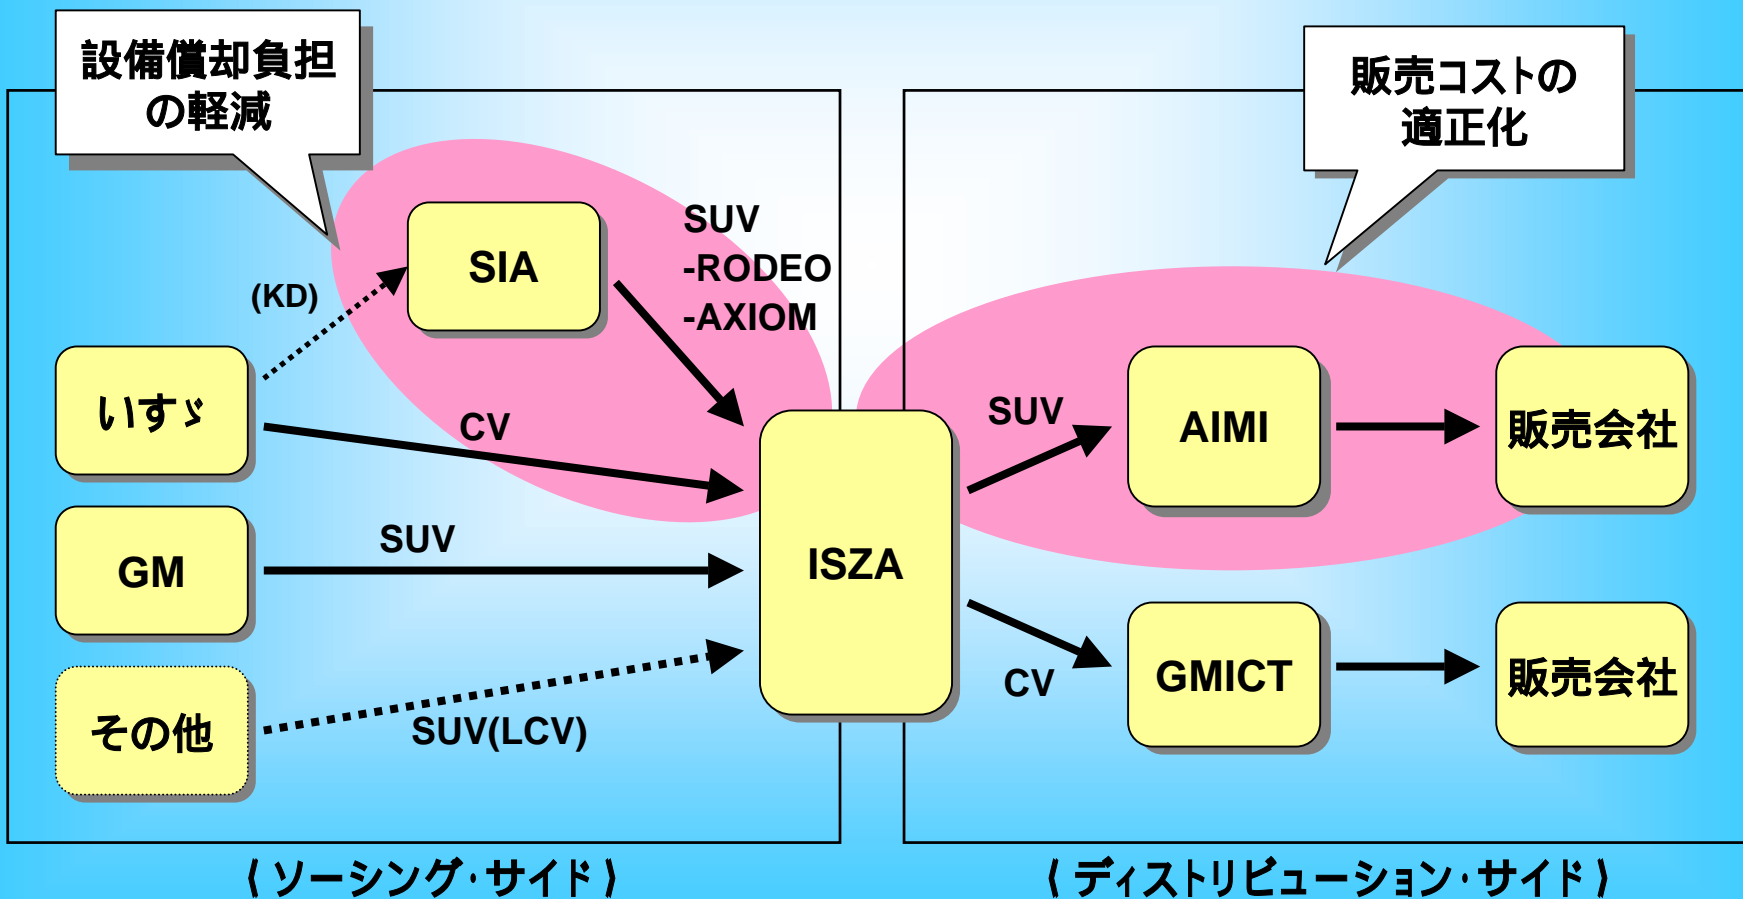 設備償却負担
の軽減
販売コストの
適正化
SUV
-RODEO
-AXIOM
SIA
(KD)
いすゞ
CV
SUV
AIMI
販売会社
GM
SUV
ISZA
その他
SUV(LCV)
CV
GMICT
販売会社
(ソーシング・サイド)
(ディストリビューション・サイド)